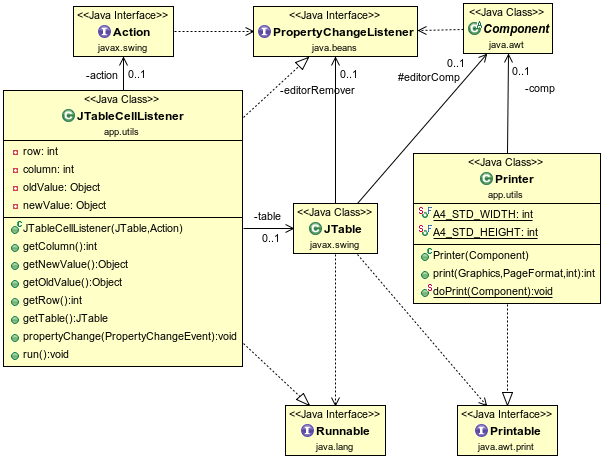 <<Java Interface>>
Action
javax.swing
<<Java Interface>>
PropertyChangeListener
java.beans
<<Java Class>>
Component
java.awt
-action
0..1
-editorRemover
0..1
#editorComp
0..1
0..1
-comp
<<Java Class>>
JTableCellListener
app.utils
row: int
column: int
oldValue: Object
newValue: Object
JTableCellListener(JTable,Action)
getColumn():int
getNewValue():Object
getOldValue():Object
getRow():int
getTable():JTable
propertyChange(PropertyChangeEvent):void
run():void
-table
0..1
<<Java Class>>
JTable
javax.swing
<<Java Class>>
Printer
app.utils
A4_STD_WIDTH: int
A4_STD_HEIGHT: int
Printer(Component)
print(Graphics,PageFormat,int):int
doPrint(Component):void
<<Java Interface>>
Runnable
java.lang
<<Java Interface>>
Printable
java.awt.print